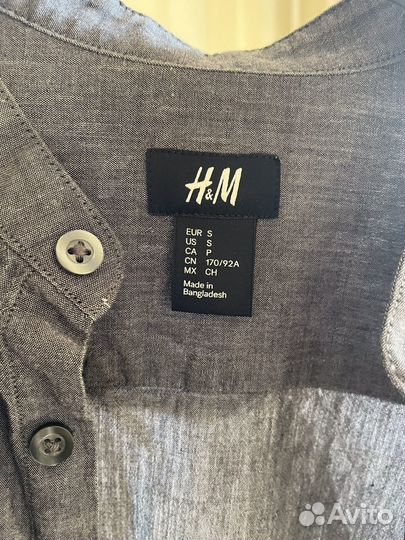 H&M
EUR S
US S
CA P
CN 170/92A
MX CH
Made in
Bangladesh
Avito